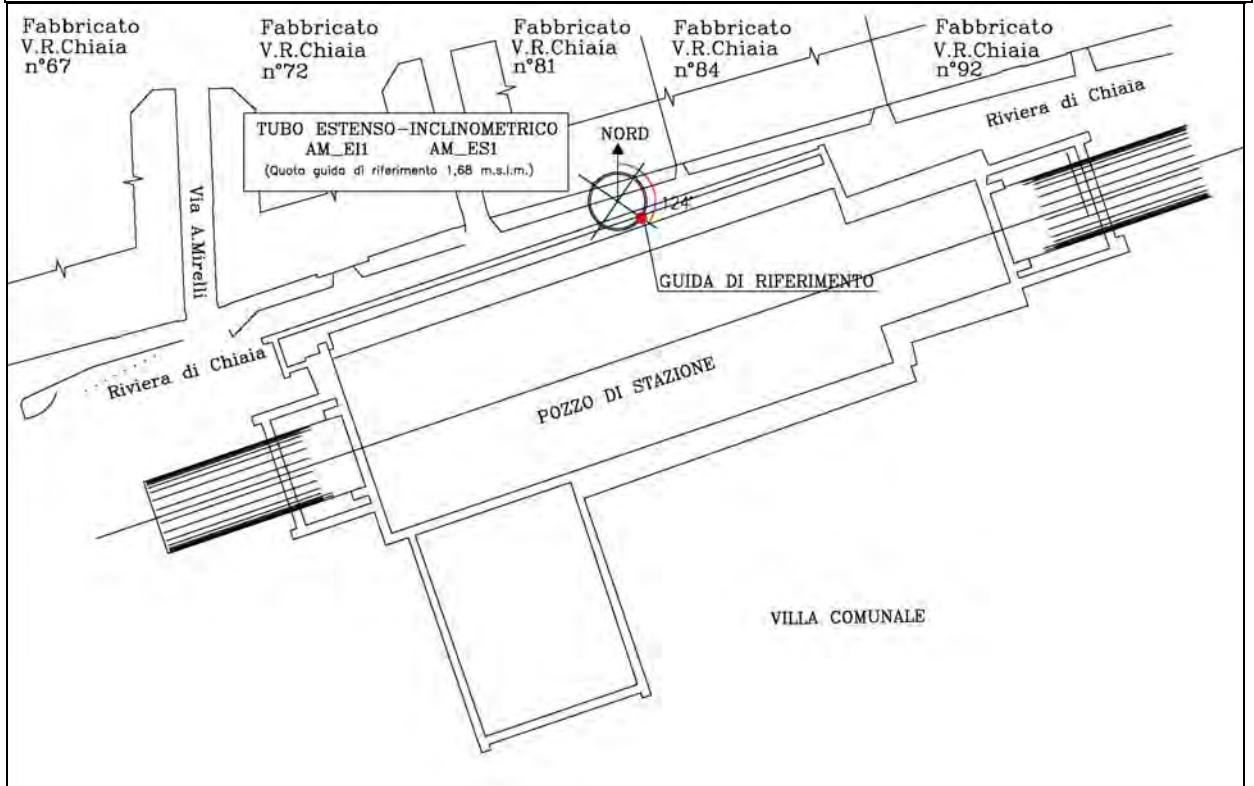 Fabbricato
V.R.Chiaia
n°67
Fabbricato
V.R.Chiaia
n°72
Fabbricato
V.R.Chiaia
n°81
Fabbricato
V.R.Chiaia
n°84
Fabbricato
V.R.Chiaia
n°92
TUBO ESTENSO-INCLINOMETRICO
AM_EI1 AM_ES1
(Quota guida di riferimento 1,68 m.s.l.m.)
NORD
124°
Riviera di Chiaia
Via A.Mirelli
GUIDA DI RIFERIMENTO
Riviera di Chiaia
POZZO DI STAZIONE
VILLA COMUNALE